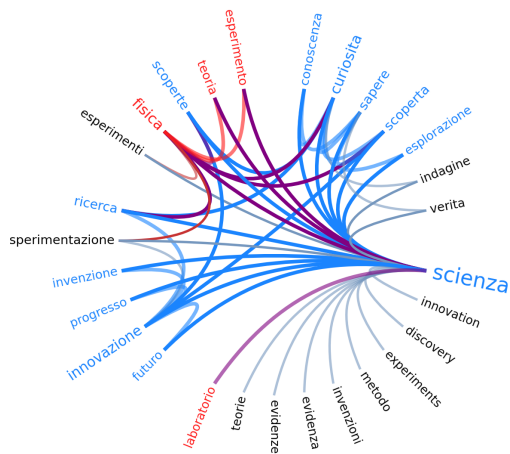 esperimento
conoscenza
curiosita
teoria
scoperte
sapere
scoperta
fisica
esplorazione
esperimenti
indagine
ricerca
verita
sperimentazione
invenzione
scienza
progresso
innovation
innovazione
discovery
futuro
experiments
laboratorio
metodo
teorie
invenzioni
evidenze
evidenza